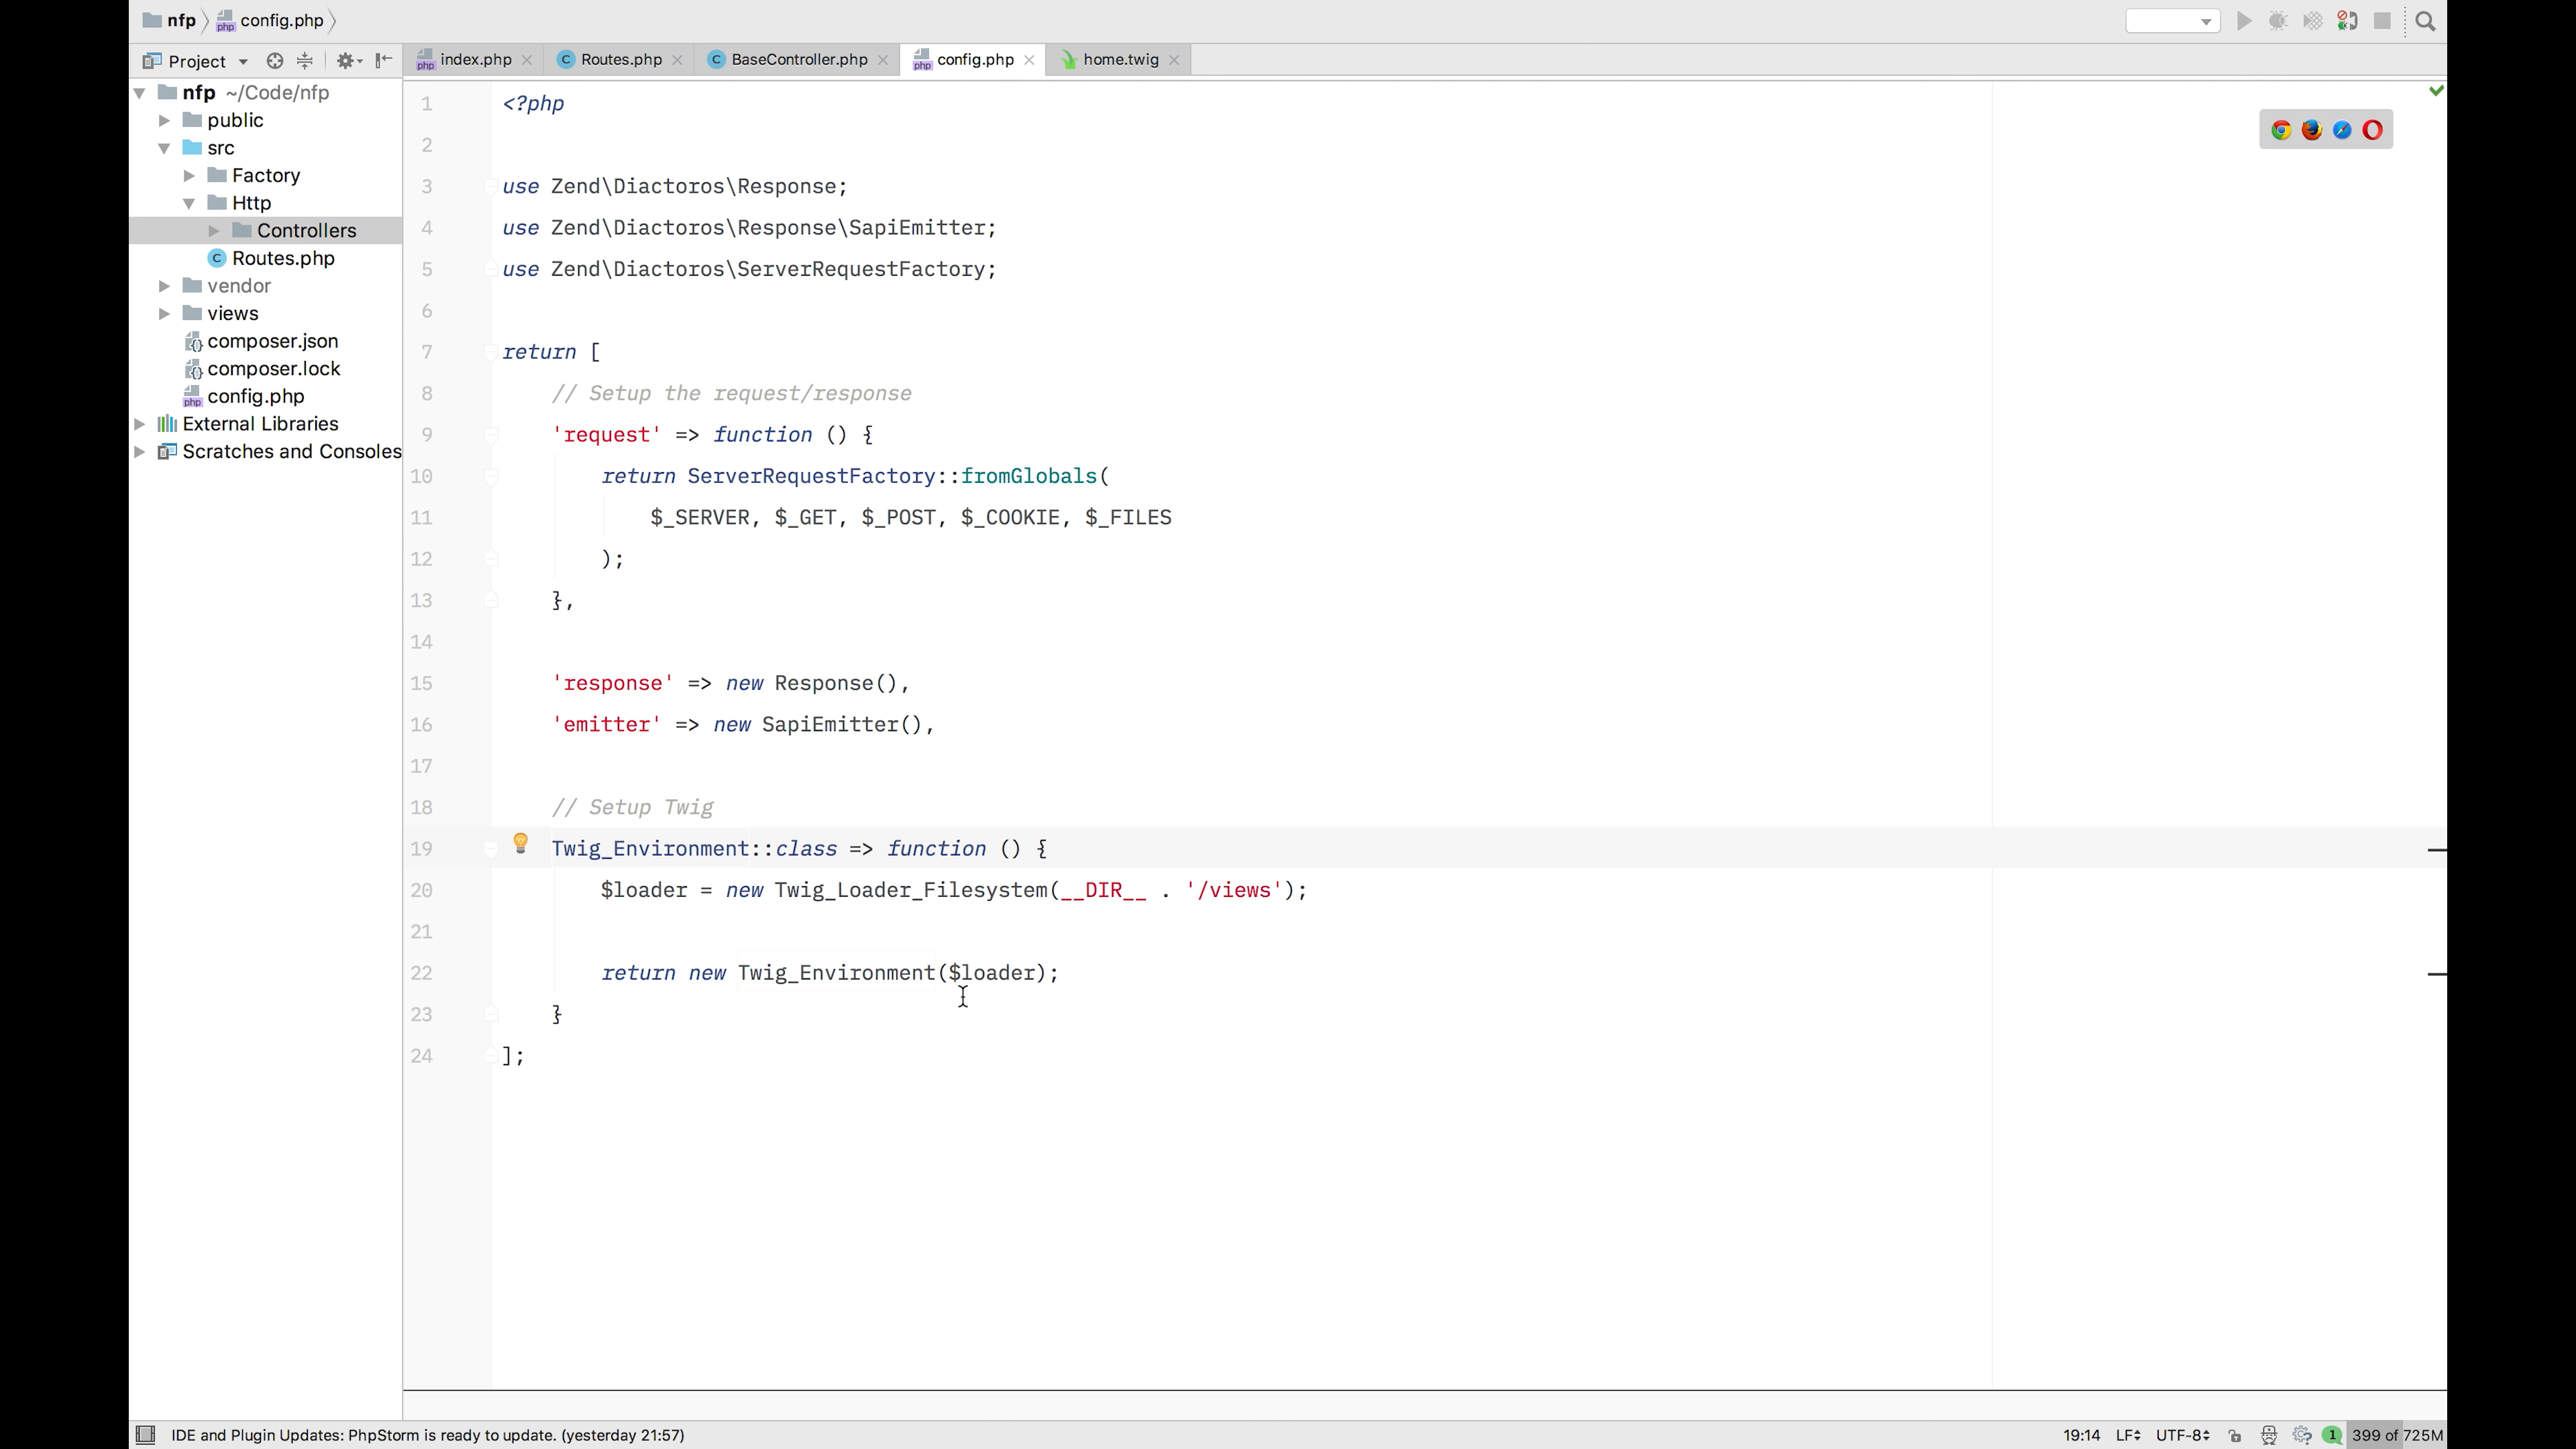 nfp config.php
Project
index.php Routes.php BaseController.php config.php home.twig
nfp ~/Code/nfp
public
src
Factory
Http
Controllers
Routes.php
vendor
views
composer.json
composer.lock
config.php
External Libraries
Scratches and Consoles
1 <?php
2
3 use Zend\Diactoros\Response;
4 use Zend\Diactoros\Response\SapiEmitter;
5 use Zend\Diactoros\ServerRequestFactory;
6
7 return [
8 // Setup the request/response
9 'request' => function () {
10 return ServerRequestFactory::fromGlobals(
11 $_SERVER, $_GET, $_POST, $_COOKIE, $_FILES
12 );
13 },
14
15 'response' => new Response(),
16 'emitter' => new SapiEmitter(),
17
18 // Setup Twig
19 Twig_Environment::class => function () {
20 $loader = new Twig_Loader_Filesystem(__DIR__ . '/views');
21
22 return new Twig_Environment($loader);
23 }
24 ];
IDE and Plugin Updates: PhpStorm is ready to update. (yesterday 21:57) 19:14 LF UTF-8 1 399 of 725M